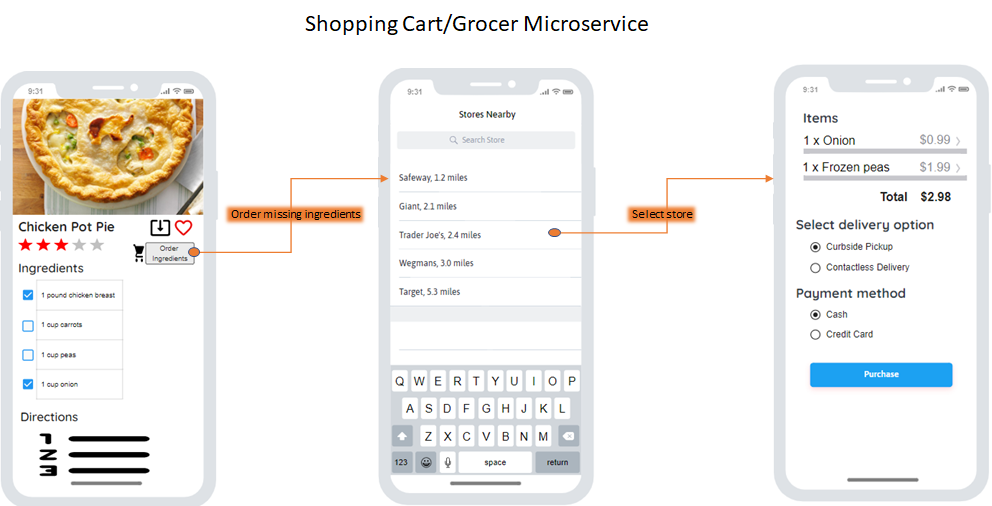 Shopping Cart/Grocer Microservice
9:31
Chicken Pot Pie
Order
Ingredients
Ingredients
1 pound chicken breast
1 cup carrots
1 cup peas
1 cup onion
Directions
1
2
3
Order missing ingredients
9:31
Stores Nearby
Search Store
Safeway, 1.2 miles
Giant, 2.1 miles
Trader Joe's, 2.4 miles
Wegmans, 3.0 miles
Target, 5.3 miles
Q W E R T Y U I O P
A S D F G H J K L
Z X C V B N M
123 space return
Select store
9:31
Items
1 x Onion $0.99
1 x Frozen peas $1.99
Total $2.98
Select delivery option
Curbside Pickup
Contactless Delivery
Payment method
Cash
Credit Card
Purchase